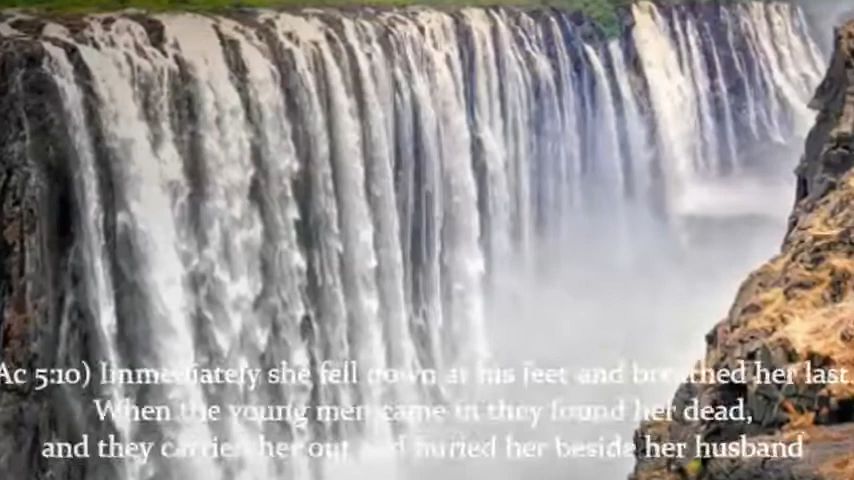 Ac 5:10) Immediately she fell down at his feet and breathed her last.
When the young men came in they found her dead,
and they carried her out and buried her beside her husband